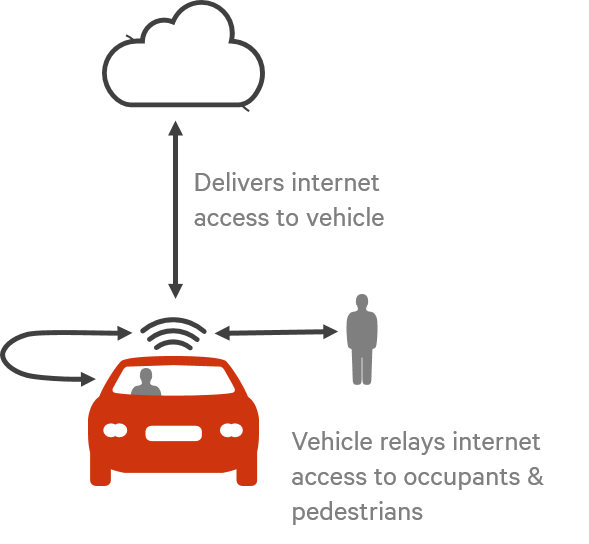 Delivers internet
access to vehicle
Vehicle relays internet
access to occupants &
pedestrians